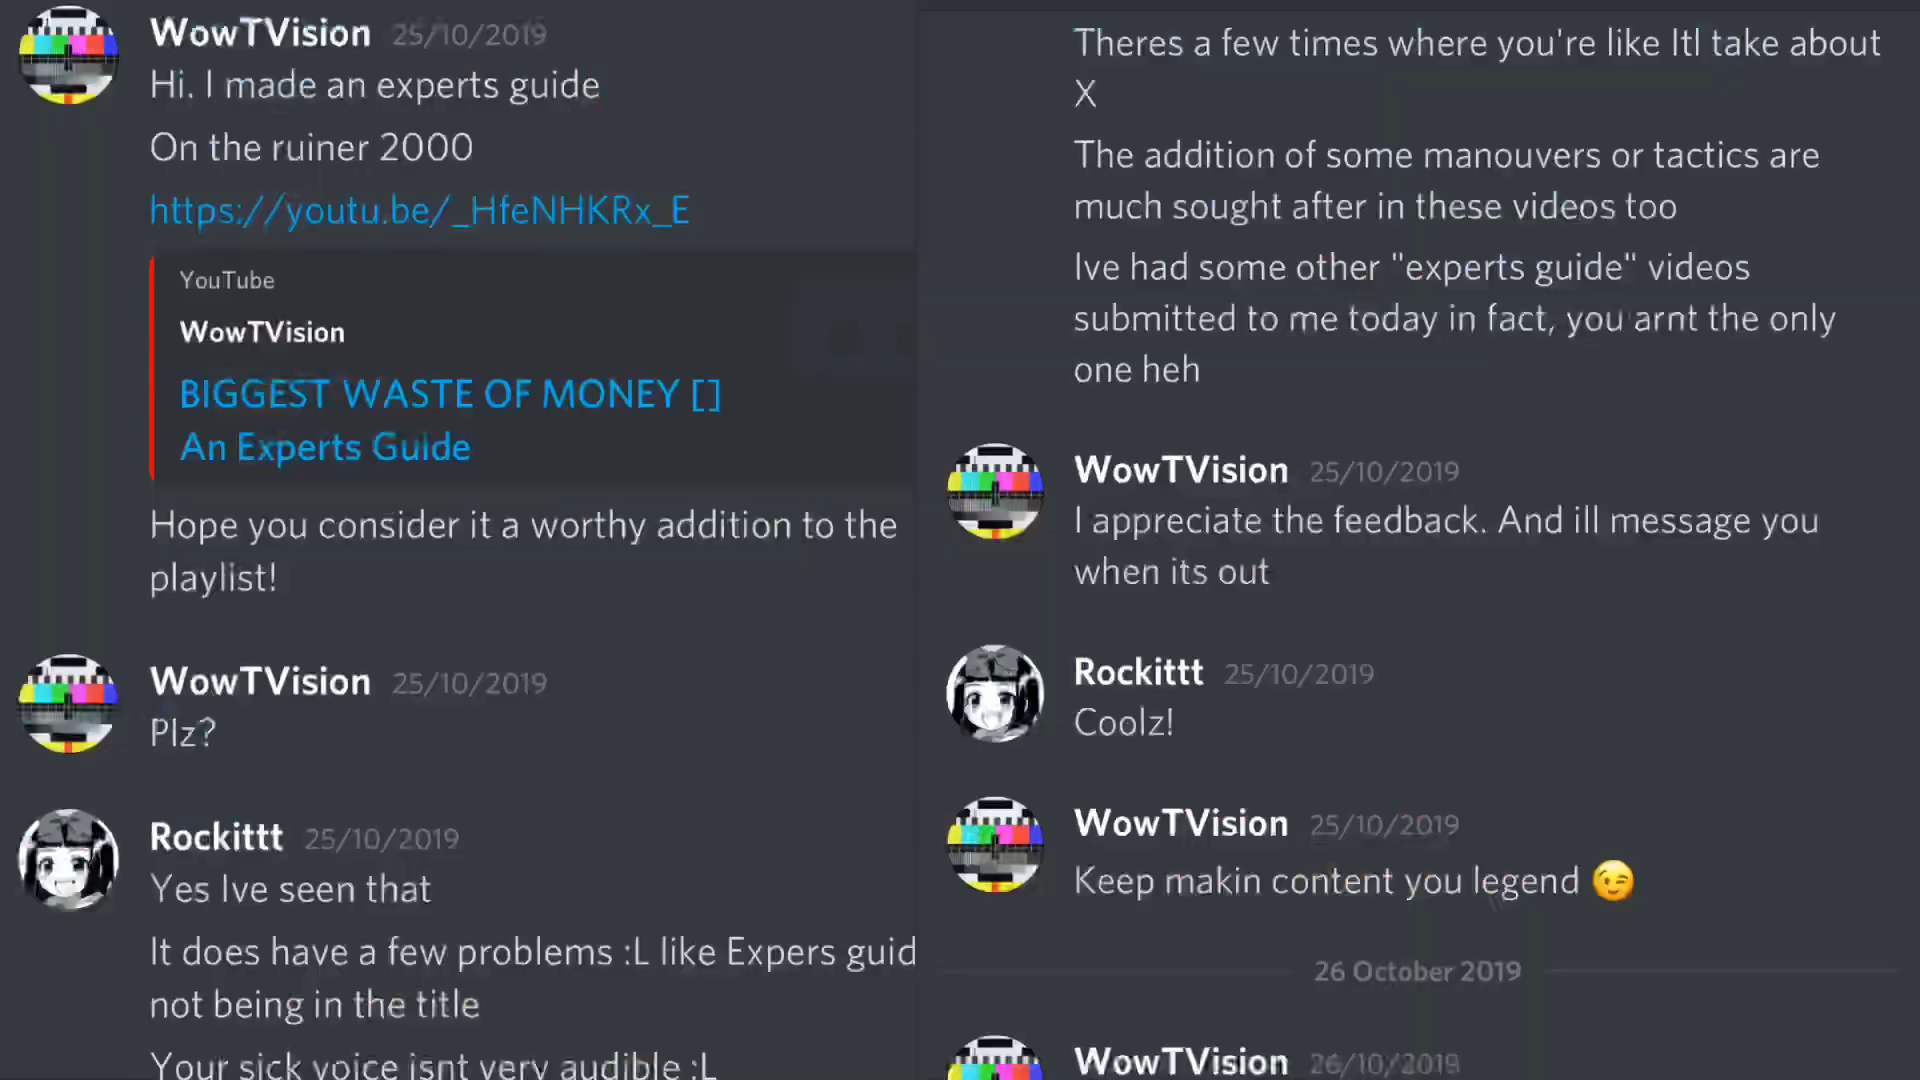 WowTVision 25/10/2019
Hi. I made an experts guide
On the ruiner 2000
https://youtu.be/_HfeNHKRx_E
YouTube
WowTVision
BIGGEST WASTE OF MONEY []
An Experts Guide
Hope you consider it a worthy addition to the
playlist!
WowTVision 25/10/2019
Plz?
Rockittt 25/10/2019
Yes Ive seen that
It does have a few problems :L like Expers guid
not being in the title
Your sick voice isnt very audible :L
Theres a few times where you're like Itl take about
X
The addition of some manouvers or tactics are
much sought after in these videos too
Ive had some other "experts guide" videos
submitted to me today in fact, you arnt the only
one heh
WowTVision 25/10/2019
I appreciate the feedback. And ill message you
when its out
Rockittt 25/10/2019
Coolz!
WowTVision 25/10/2019
Keep makin content you legend 😉
26 October 2019
WowTVision 26/10/2019